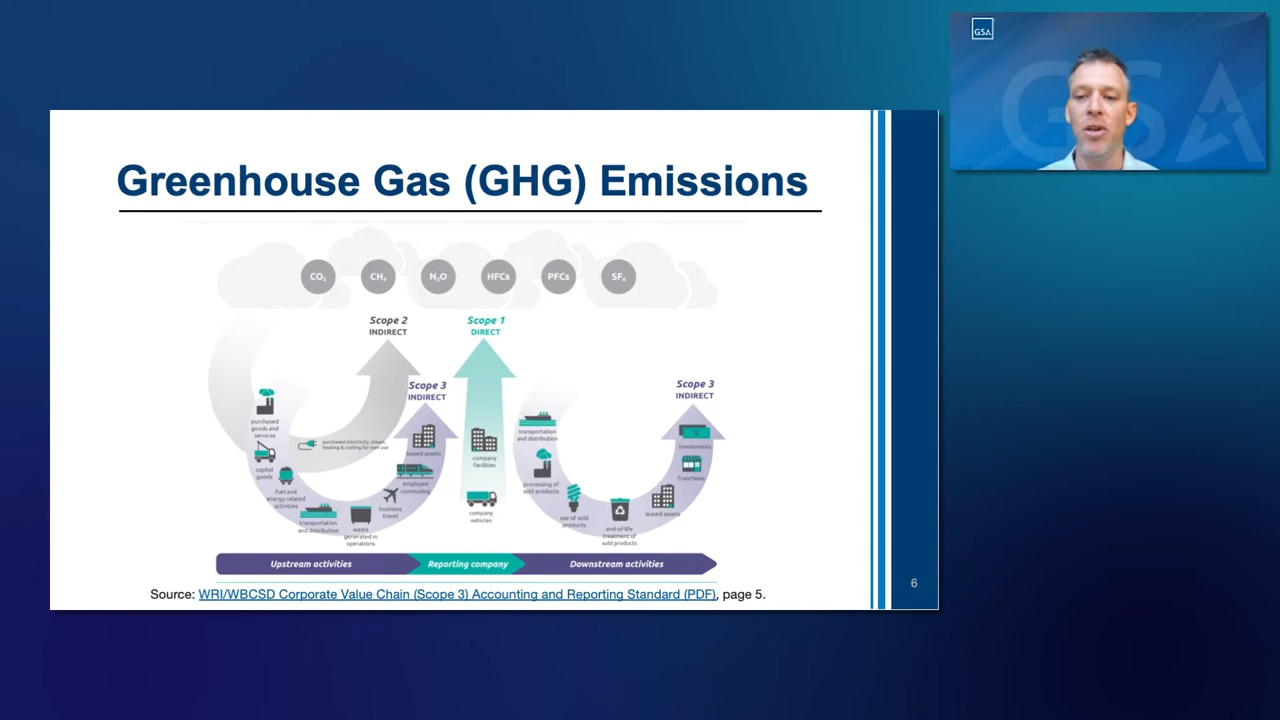 GSA
GSA
Greenhouse Gas (GHG) Emissions
CO₂
CH₄
N₂O
HFCs
PFCs
SF₆
Scope 2
INDIRECT
Scope 1
DIRECT
Scope 3
INDIRECT
Scope 3
INDIRECT
purchased
goods and
services
capital
goods
fuel and
energy related
activities
transportation
and distribution
waste
generated in
operations
business
travel
employee
commuting
leased assets
purchased electricity, steam,
heating & cooling for own use
company
facilities
company
vehicles
transportation
and distribution
processing of
sold products
use of sold
products
end-of-life
treatment of
sold products
leased assets
franchises
investments
Upstream activities
Reporting company
Downstream activities
Source: WRI/WBCSD Corporate Value Chain (Scope 3) Accounting and Reporting Standard (PDF), page 5.
6